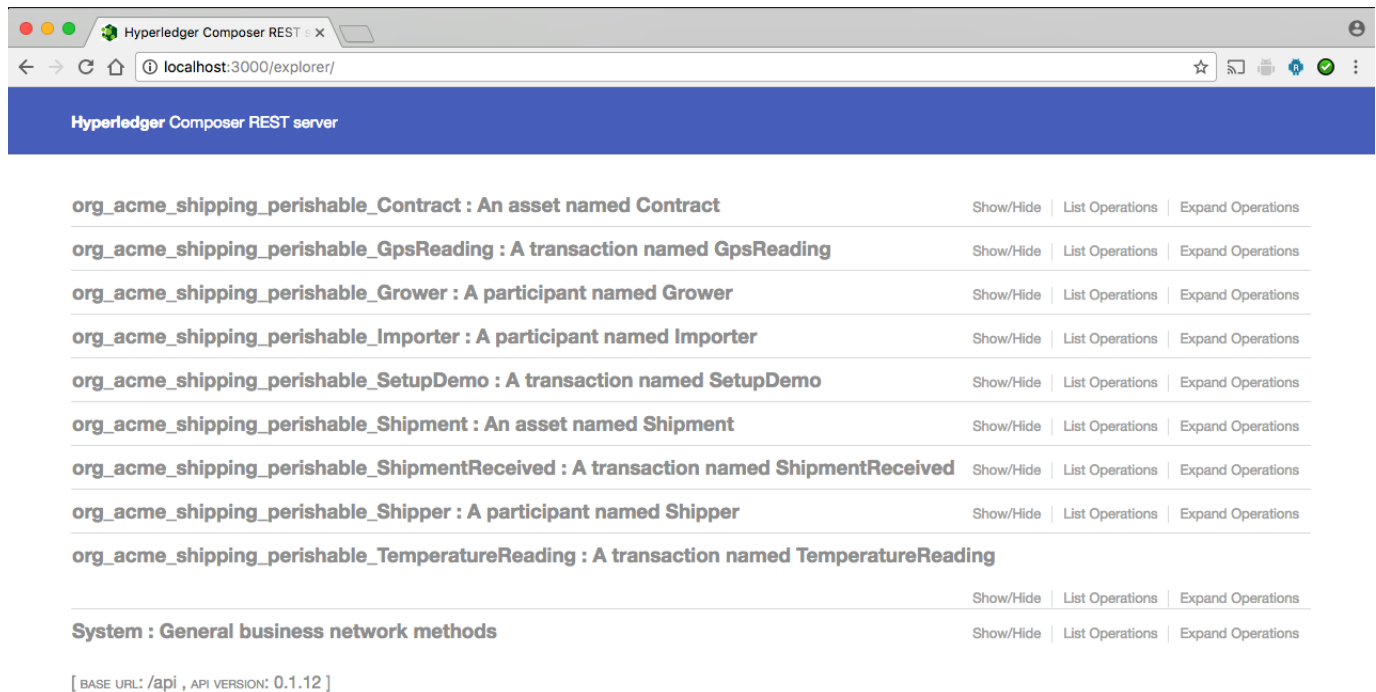 Hyperledger Composer REST s
localhost:3000/explorer/
Hyperledger Composer REST server
org_acme_shipping_perishable_Contract : An asset named Contract Show/Hide List Operations Expand Operations
org_acme_shipping_perishable_GpsReading : A transaction named GpsReading Show/Hide List Operations Expand Operations
org_acme_shipping_perishable_Grower : A participant named Grower Show/Hide List Operations Expand Operations
org_acme_shipping_perishable_Importer : A participant named Importer Show/Hide List Operations Expand Operations
org_acme_shipping_perishable_SetupDemo : A transaction named SetupDemo Show/Hide List Operations Expand Operations
org_acme_shipping_perishable_Shipment : An asset named Shipment Show/Hide List Operations Expand Operations
org_acme_shipping_perishable_ShipmentReceived : A transaction named ShipmentReceived Show/Hide List Operations Expand Operations
org_acme_shipping_perishable_Shipper : A participant named Shipper Show/Hide List Operations Expand Operations
org_acme_shipping_perishable_TemperatureReading : A transaction named TemperatureReading
Show/Hide List Operations Expand Operations
System : General business network methods Show/Hide List Operations Expand Operations
[ BASE URL: /api , API VERSION: 0.1.12 ]